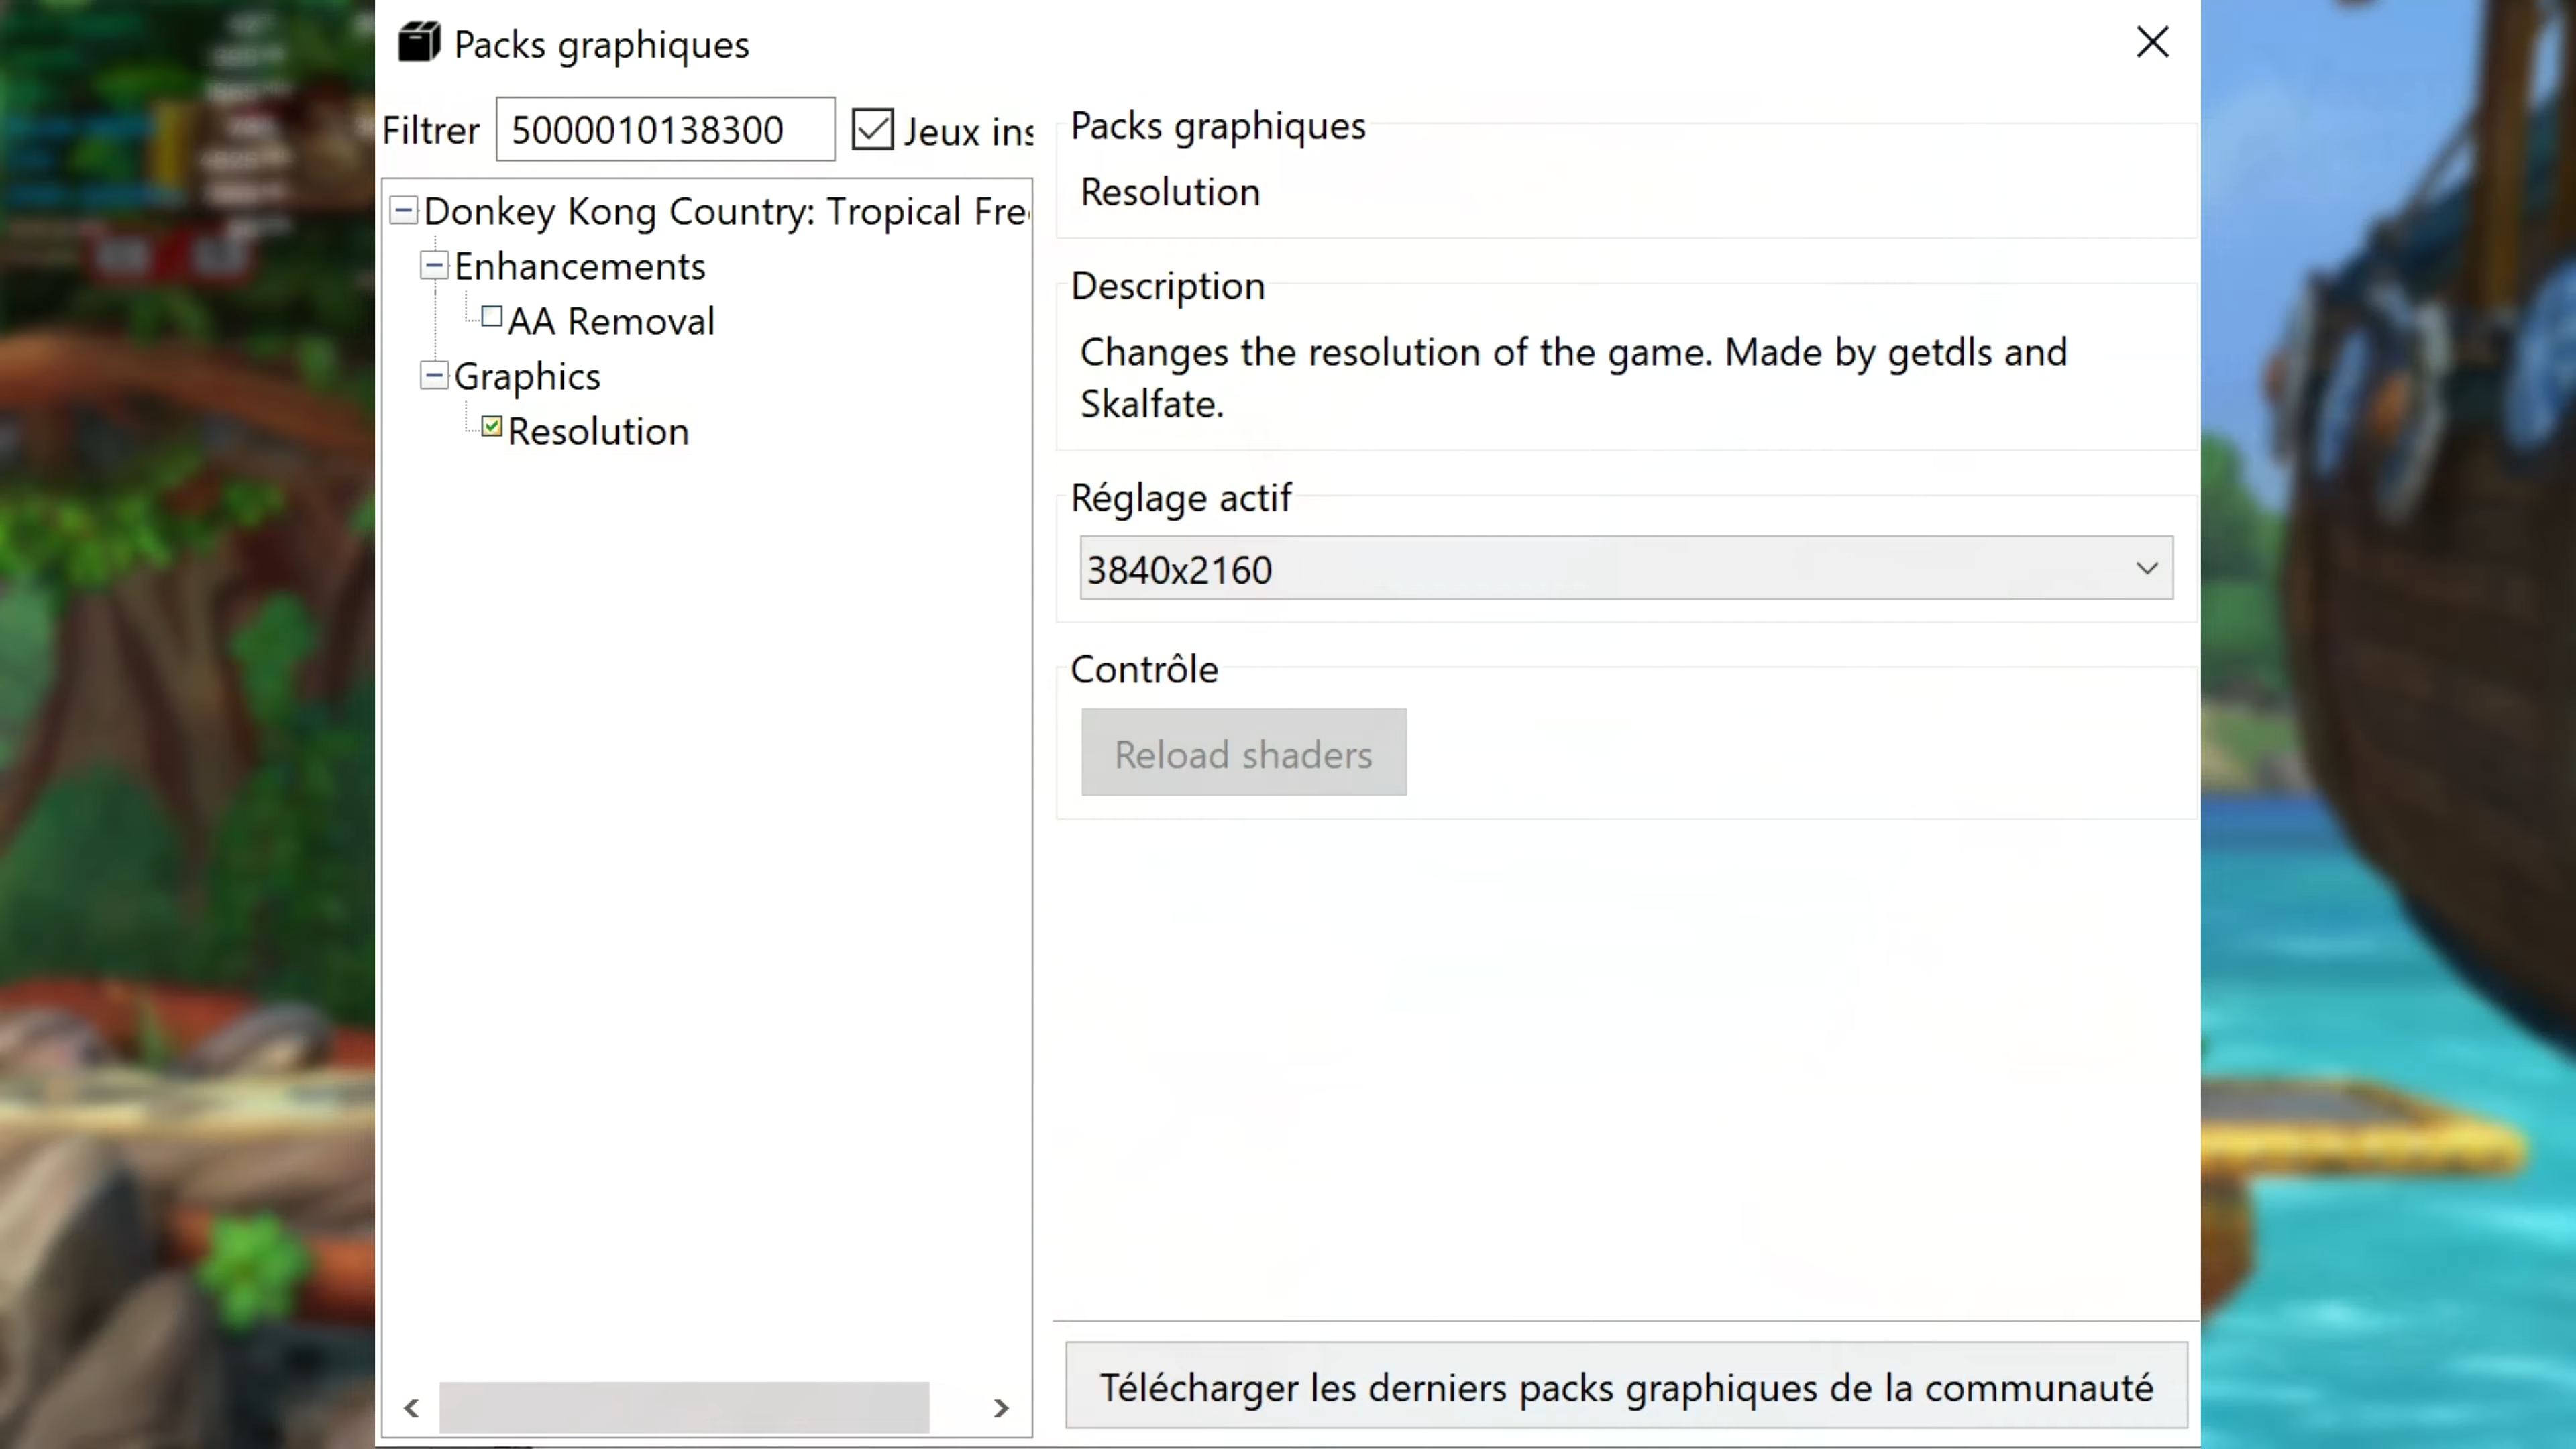 Packs graphiques
Filtrer 5000010138300 Jeux ins
Donkey Kong Country: Tropical Fre
Enhancements
AA Removal
Graphics
Resolution
Packs graphiques
Resolution
Description
Changes the resolution of the game. Made by getdls and
Skalfate.
Réglage actif
3840x2160
Contrôle
Reload shaders
Télécharger les derniers packs graphiques de la communauté